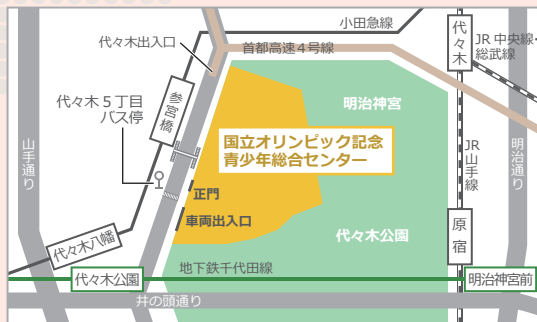 小田急線
代々木出入口
首都高速4号線
代々木
JR 中央線・
総武線
代々木5丁目
バス停
参宮橋
明治神宮
国立オリンピック記念
青少年総合センター
山手通り
JR
山手線
明治通り
正門
車両出入口
代々木公園
原宿
代々木八幡
地下鉄千代田線
代々木公園
明治神宮前
井の頭通り